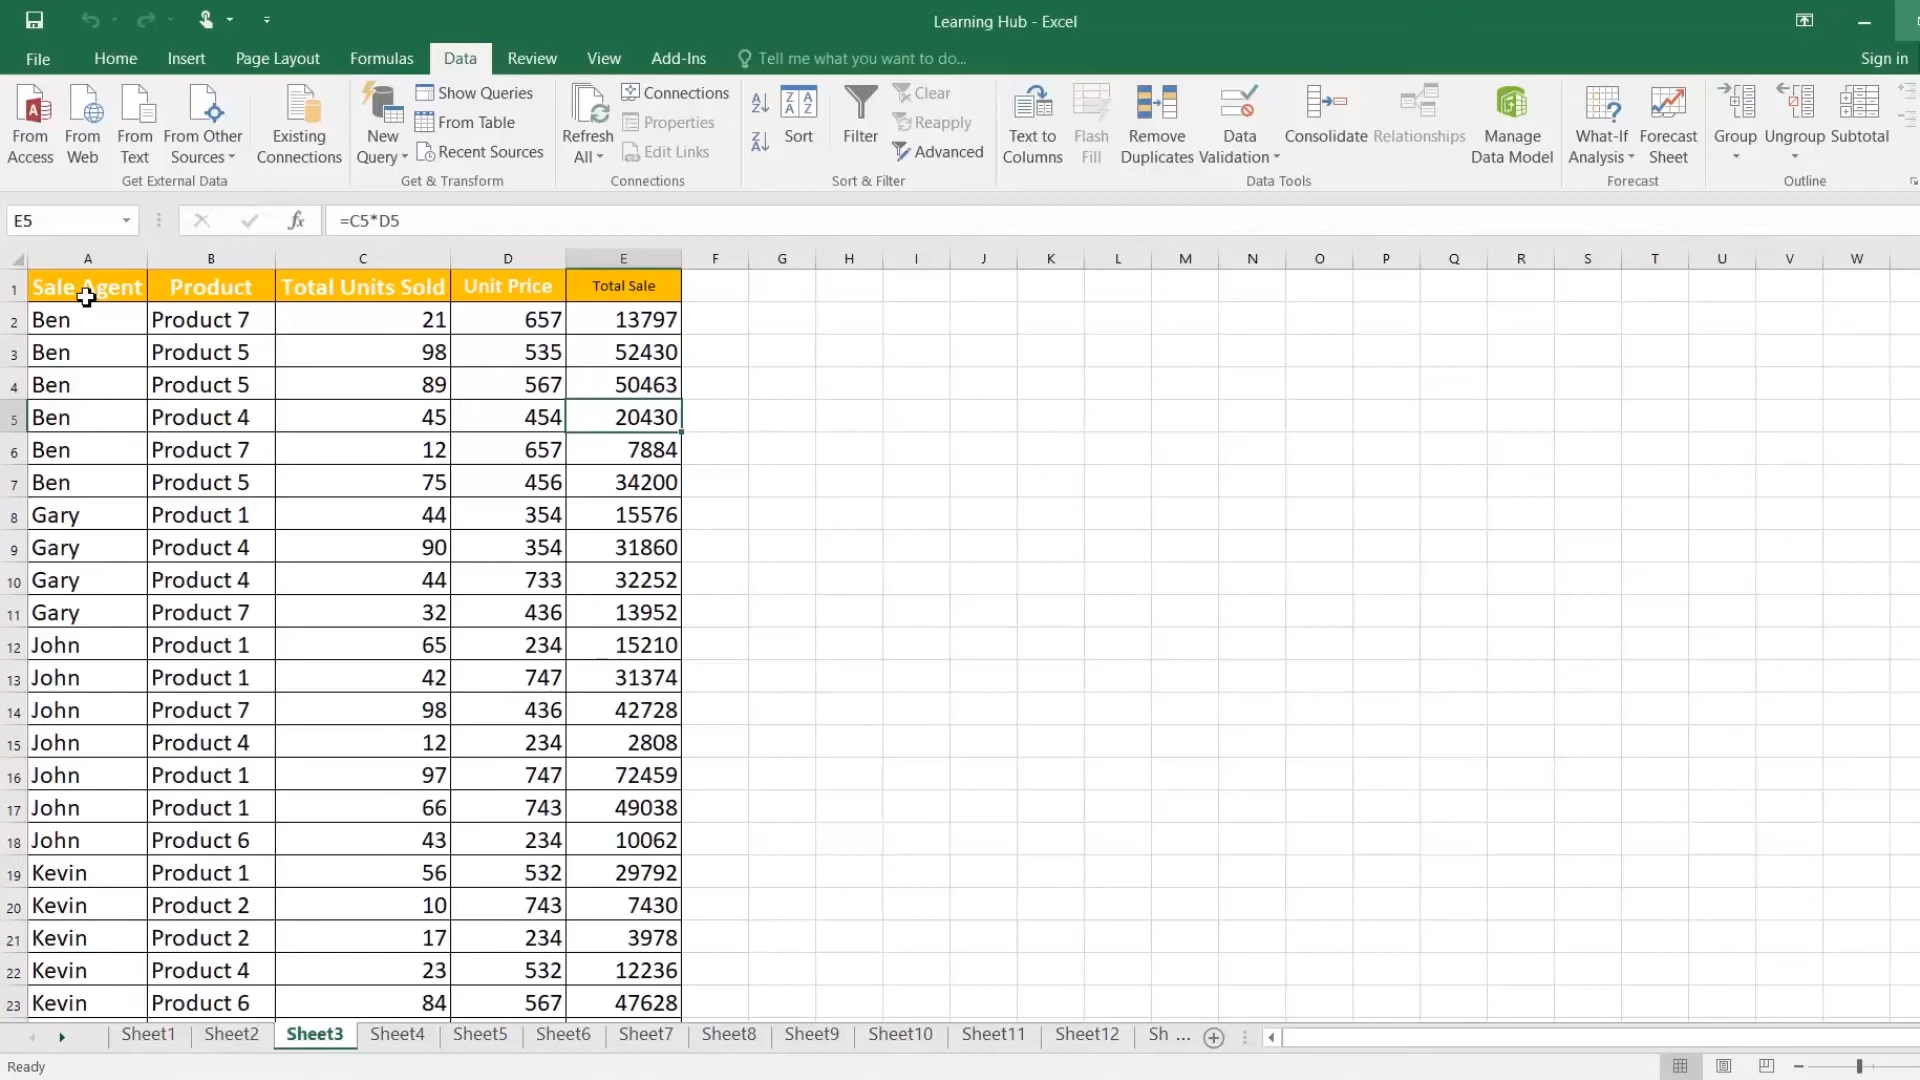 Learning Hub - Excel
File Home Insert Page Layout Formulas Data Review View Add-Ins Tell me what you want to do... Sign in
From Access
From Web
From Text
From Other Sources
Existing Connections
Get External Data
New Query
Show Queries
From Table
Recent Sources
Get & Transform
Refresh All
Connections
Properties
Edit Links
Connections
Sort
Filter
Clear
Reapply
Advanced
Sort & Filter
Text to Columns
Flash Fill
Remove Duplicates
Data Validation
Consolidate
Relationships
Manage Data Model
Data Tools
What-If Analysis
Forecast Sheet
Forecast
Group
Ungroup
Subtotal
Outline
E5 fx =C5*D5
A B C D E F G H I J K L M N O P Q R S T U V W
1 Sale Agent Product Total Units Sold Unit Price Total Sale
2 Ben Product 7 21 657 13797
3 Ben Product 5 98 535 52430
4 Ben Product 5 89 567 50463
5 Ben Product 4 45 454 20430
6 Ben Product 7 12 657 7884
7 Ben Product 5 75 456 34200
8 Gary Product 1 44 354 15576
9 Gary Product 4 90 354 31860
10 Gary Product 4 44 733 32252
11 Gary Product 7 32 436 13952
12 John Product 1 65 234 15210
13 John Product 1 42 747 31374
14 John Product 7 98 436 42728
15 John Product 4 12 234 2808
16 John Product 1 97 747 72459
17 John Product 1 66 743 49038
18 John Product 6 43 234 10062
19 Kevin Product 1 56 532 29792
20 Kevin Product 2 10 743 7430
21 Kevin Product 2 17 234 3978
22 Kevin Product 4 23 532 12236
23 Kevin Product 6 84 567 47628
Sheet1 Sheet2 Sheet3 Sheet4 Sheet5 Sheet6 Sheet7 Sheet8 Sheet9 Sheet10 Sheet11 Sheet12 Sh ...
Ready